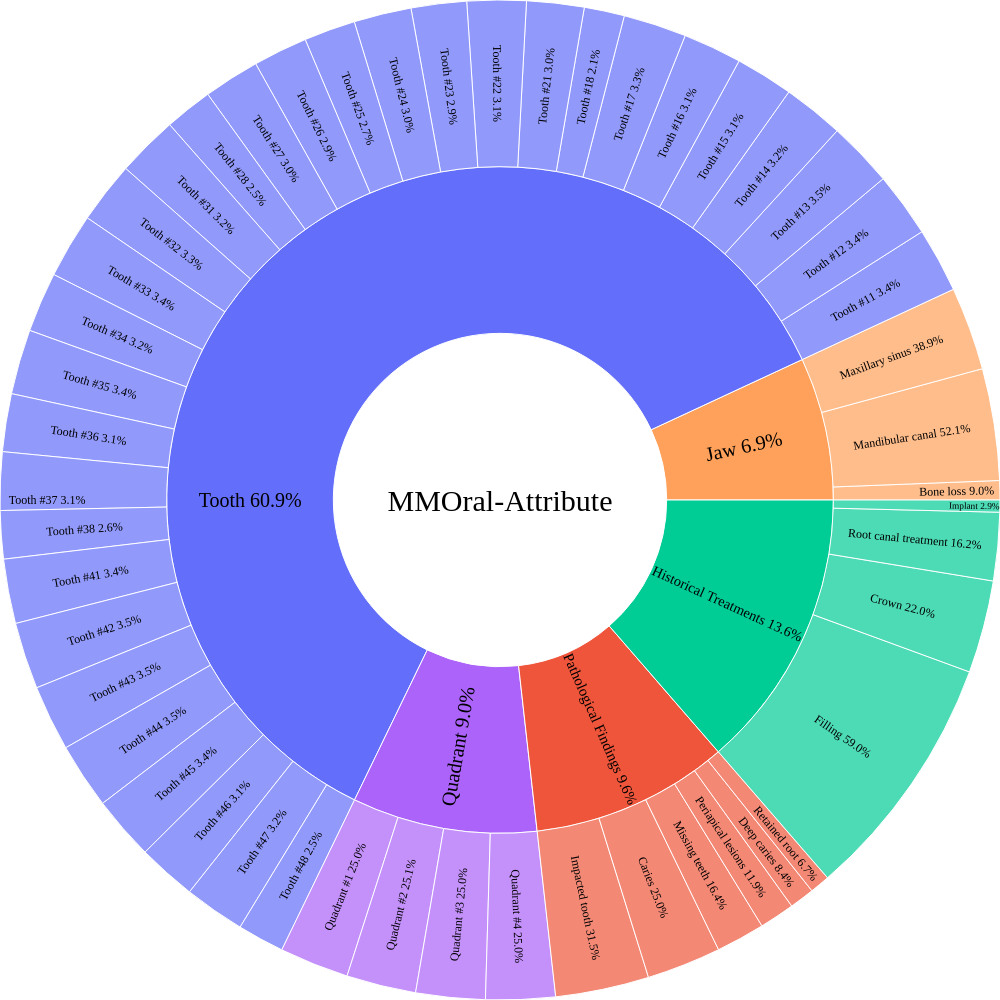 MMOral-Attribute
Tooth 60.9%
Tooth #11 3.4%
Tooth #12 3.4%
Tooth #13 3.5%
Tooth #14 3.2%
Tooth #15 3.1%
Tooth #16 3.1%
Tooth #17 3.3%
Tooth #18 2.1%
Tooth #21 3.0%
Tooth #22 3.1%
Tooth #23 2.9%
Tooth #24 3.0%
Tooth #25 2.7%
Tooth #26 2.9%
Tooth #27 3.0%
Tooth #28 2.5%
Tooth #31 3.2%
Tooth #32 3.3%
Tooth #33 3.4%
Tooth #34 3.2%
Tooth #35 3.4%
Tooth #36 3.1%
Tooth #37 3.1%
Tooth #38 2.6%
Tooth #41 3.4%
Tooth #42 3.5%
Tooth #43 3.5%
Tooth #44 3.5%
Tooth #45 3.4%
Tooth #46 3.1%
Tooth #47 3.2%
Tooth #48 2.5%
Quadrant 9.0%
Quadrant #1 25.0%
Quadrant #2 25.1%
Quadrant #3 25.0%
Quadrant #4 25.0%
Pathological Findings 9.6%
Impacted tooth 31.5%
Caries 25.0%
Missing teeth 16.4%
Periapical lesions 11.9%
Deep caries 8.4%
Retained root 6.7%
Historical Treatments 13.6%
Filling 59.0%
Crown 22.0%
Root canal treatment 16.2%
Implant 2.9%
Jaw 6.9%
Bone loss 9.0%
Mandibular canal 52.1%
Maxillary sinus 38.9%